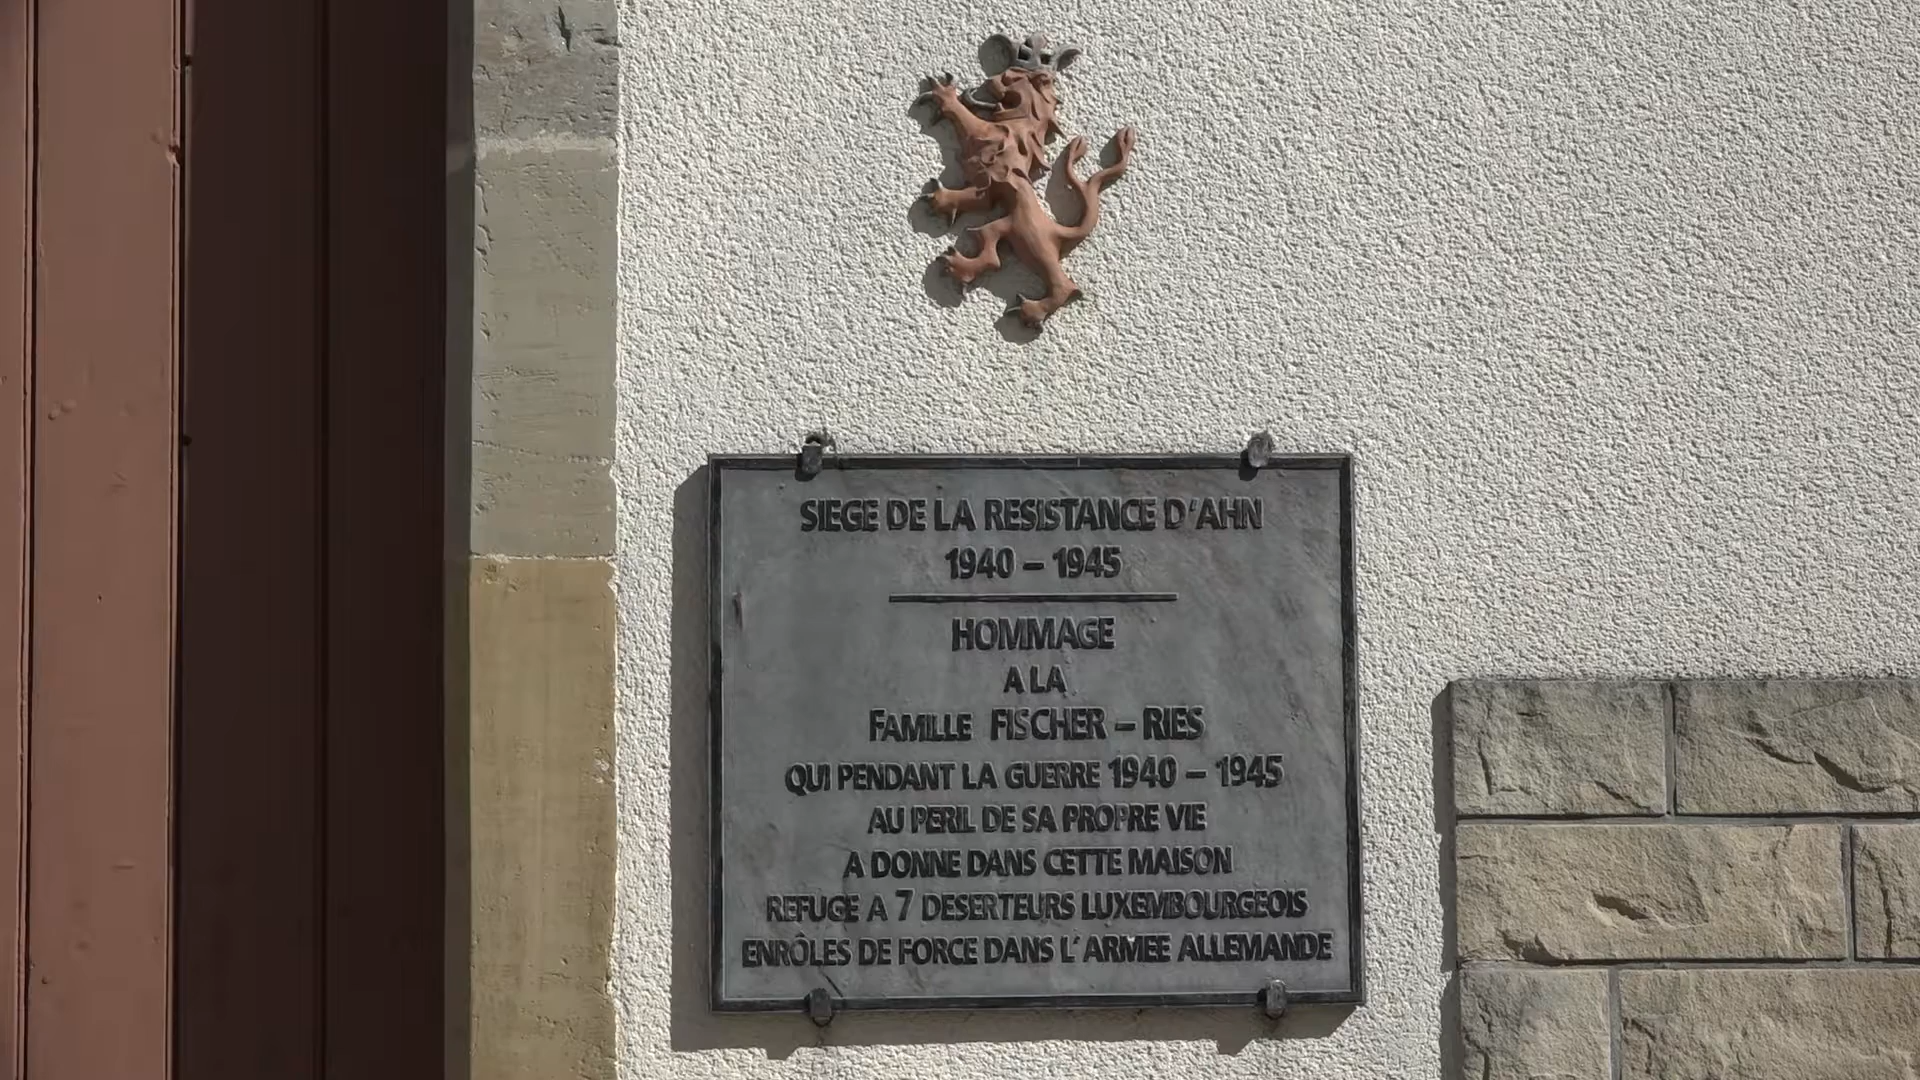 SIEGE DE LA RESISTANCE D'AHN
1940 – 1945
HOMMAGE
A LA
FAMILLE FISCHER – RIES
QUI PENDANT LA GUERRE 1940 – 1945
AU PERIL DE SA PROPRE VIE
A DONNE DANS CETTE MAISON
REFUGE A 7 DESERTEURS LUXEMBOURGEOIS
ENRÔLES DE FORCE DANS L'ARMEE ALLEMANDE